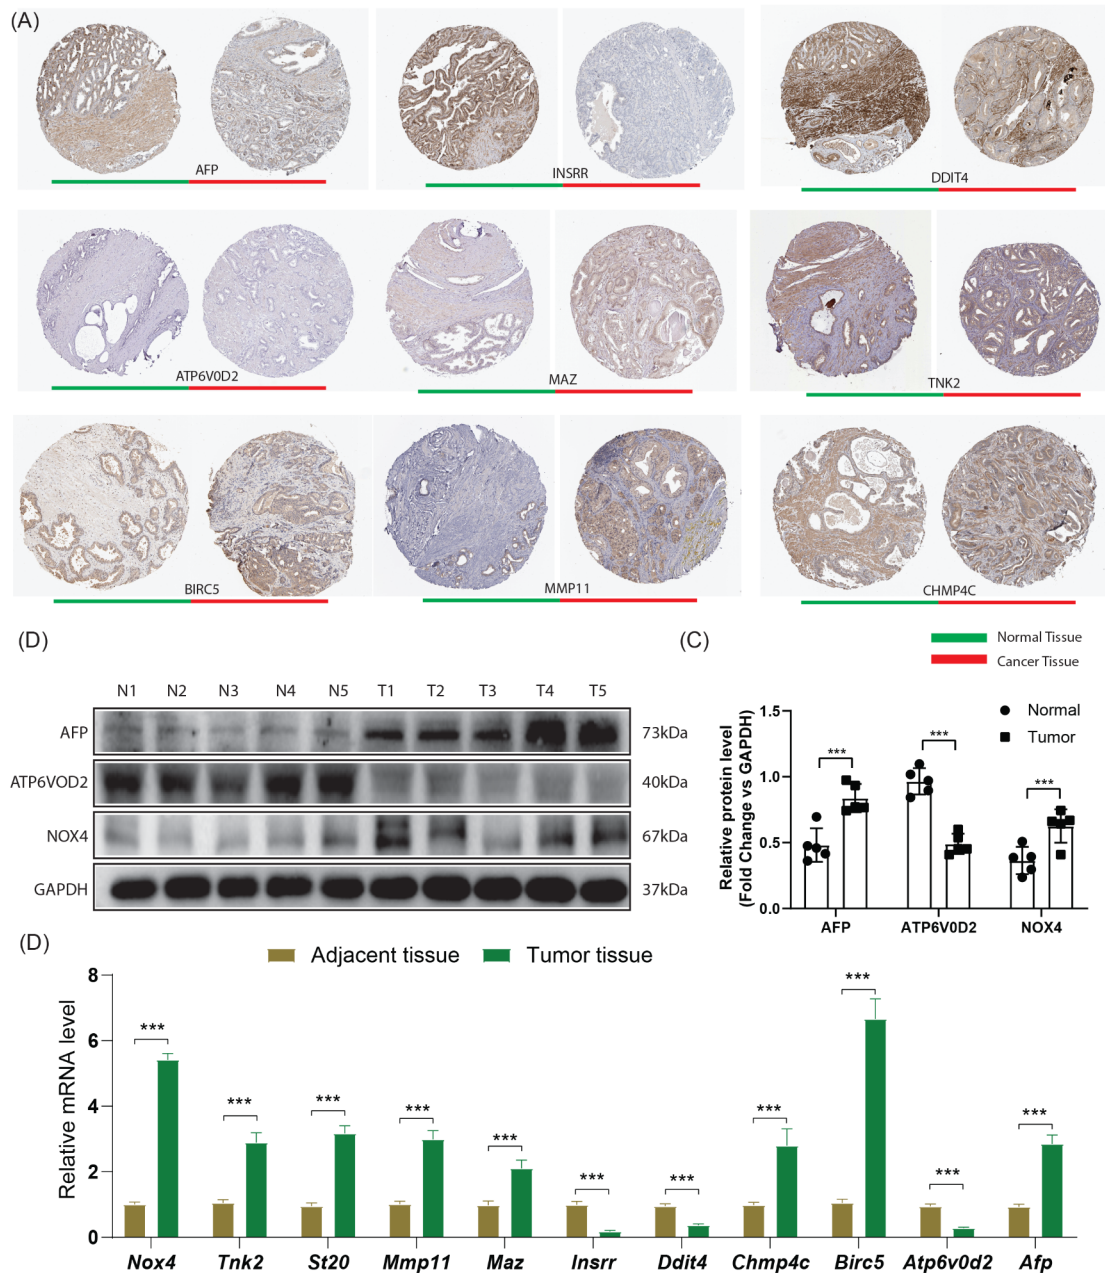 (A)
AFP
INSRR
DDIT4
ATP6V0D2
MAZ
TNK2
BIRC5
MMP11
CHMP4C
Normal Tissue
Cancer Tissue
(D)
N1 N2 N3 N4 N5 T1 T2 T3 T4 T5
AFP 73kDa
ATP6VOD2 40kDa
NOX4 67kDa
GAPDH 37kDa
(C)
Relative protein level
(Fold Change vs GAPDH)
1.5
1.0
0.5
0.0
Normal
Tumor
*** *** ***
AFP ATP6V0D2 NOX4
(D)
Adjacent tissue Tumor tissue
Relative mRNA level
8
6
4
2
0
*** *** *** *** *** *** *** *** *** *** ***
Nox4 Tnk2 St20 Mmp11 Maz Insrr Ddit4 Chmp4c Birc5 Atp6v0d2 Afp